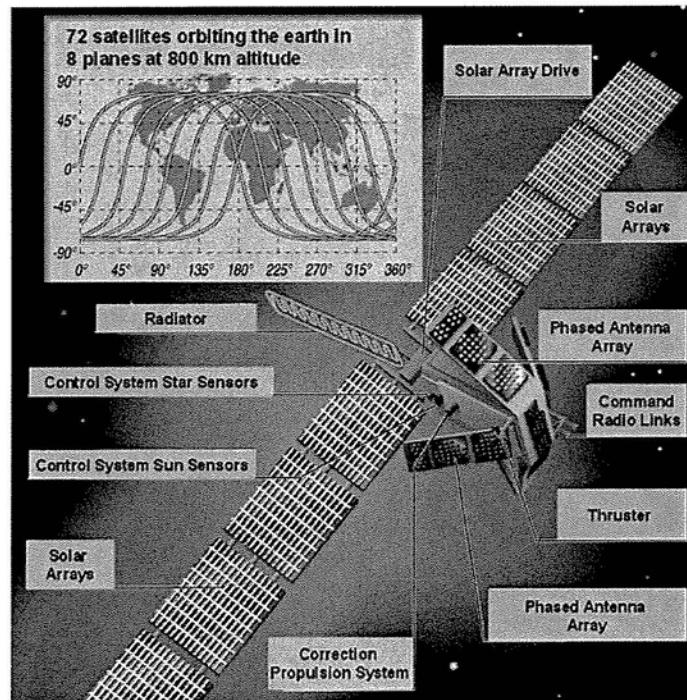 72 satellites orbiting the earth in
8 planes at 800 km altitude
90°
45°
0°
-45°
-90°
0° 45° 90° 135° 180° 225° 270° 315° 360°
Solar Array Drive
Solar
Arrays
Radiator
Phased Antenna
Array
Control System Star Sensors
Command
Radio Links
Control System Sun Sensors
Thruster
Solar
Arrays
Phased Antenna
Array
Correction
Propulsion System